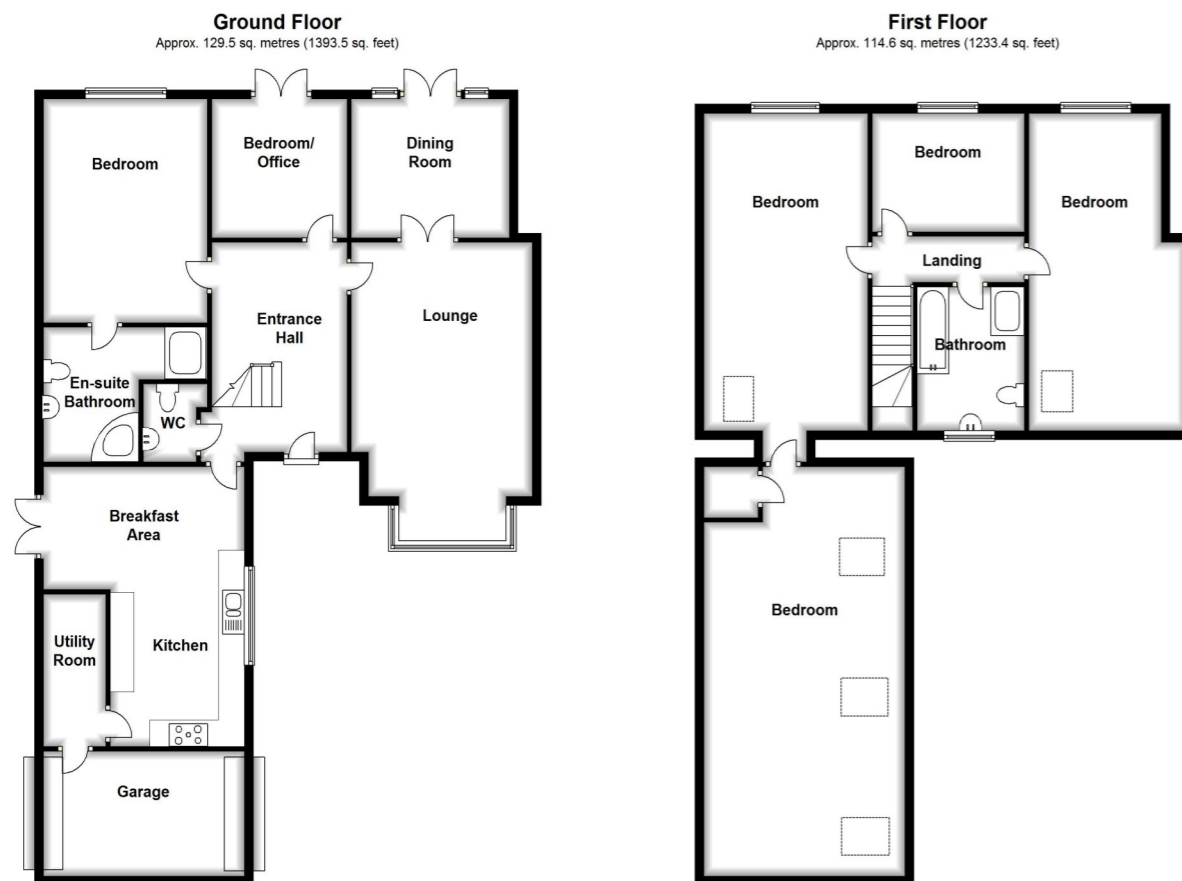 Ground Floor
Approx. 129.5 sq. metres (1393.5 sq. feet)
Bedroom
Bedroom/
Office
Dining
Room
Entrance
Hall
Lounge
En-suite
Bathroom
WC
Breakfast
Area
Utility
Room
Kitchen
Garage
First Floor
Approx. 114.6 sq. metres (1233.4 sq. feet)
Bedroom
Bedroom
Bedroom
Landing
Bathroom
Bedroom